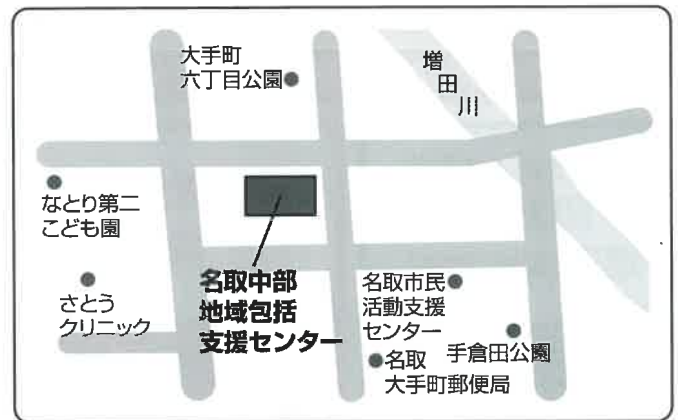 大手町
六丁目公園
増
田
川
なとり第二
こども園
さとう
クリニック
名取中部
地域包括
支援センター
名取市民
活動支援
センター
手倉田公園
名取
大手町郵便局